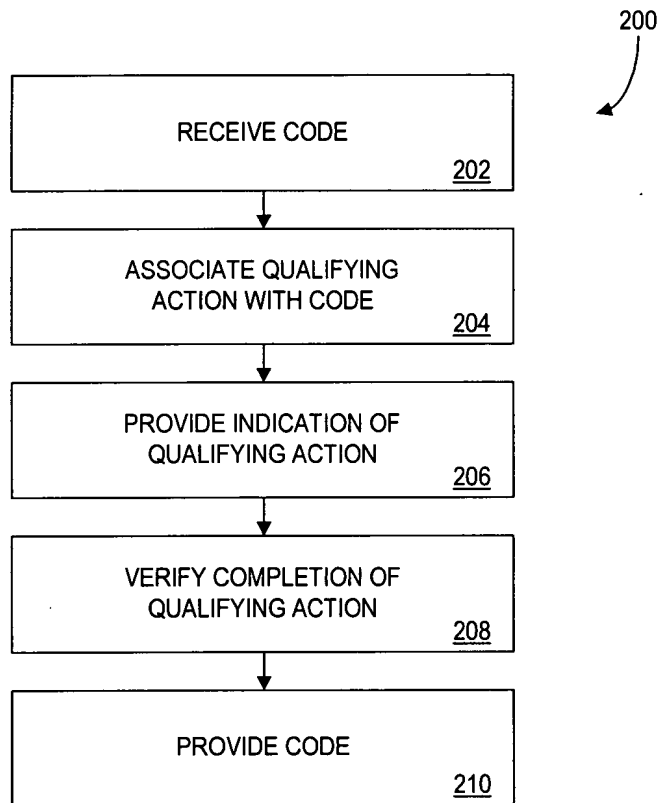 200
RECEIVE CODE
202
ASSOCIATE QUALIFYING
ACTION WITH CODE
204
PROVIDE INDICATION OF
QUALIFYING ACTION
206
VERIFY COMPLETION OF
QUALIFYING ACTION
208
PROVIDE CODE
210